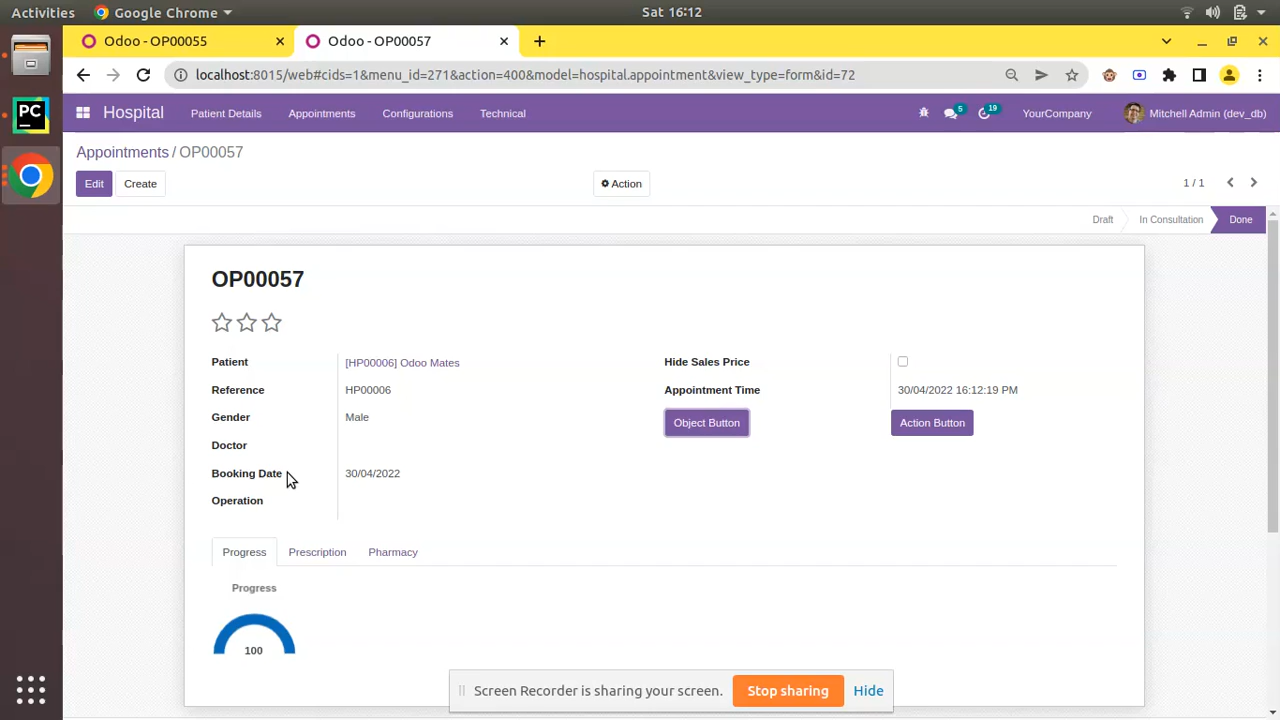 Activities Google Chrome Sat 16:12
Odoo - OP00055 Odoo - OP00057
localhost:8015/web#cids=1&menu_id=271&action=400&model=hospital.appointment&view_type=form&id=72
Hospital Patient Details Appointments Configurations Technical 5 19 YourCompany Mitchell Admin (dev_db)
Appointments / OP00057
Edit Create Action 1 / 1
Draft In Consultation Done
OP00057
Patient [HP00006] Odoo Mates Hide Sales Price
Reference HP00006 Appointment Time 30/04/2022 16:12:19 PM
Gender Male Object Button Action Button
Doctor
Booking Date 30/04/2022
Operation
Progress Prescription Pharmacy
Progress
100
Screen Recorder is sharing your screen. Stop sharing Hide
PC